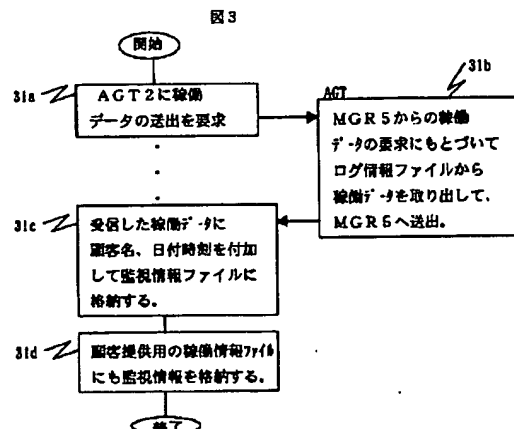 図3
開始
31a
AGT2に稼働
データの送出を要求
31b
AGT
MGR5からの稼働
データの要求にもとづいて
ログ情報ファイルから
稼働データを取り出して、
MGR5へ送出。
31c
受信した稼働データに
顧客名、日付時刻を付加
して監視情報ファイルに
格納する。
31d
顧客提供用の稼働情報ファイル
にも監視情報を格納する。
終了